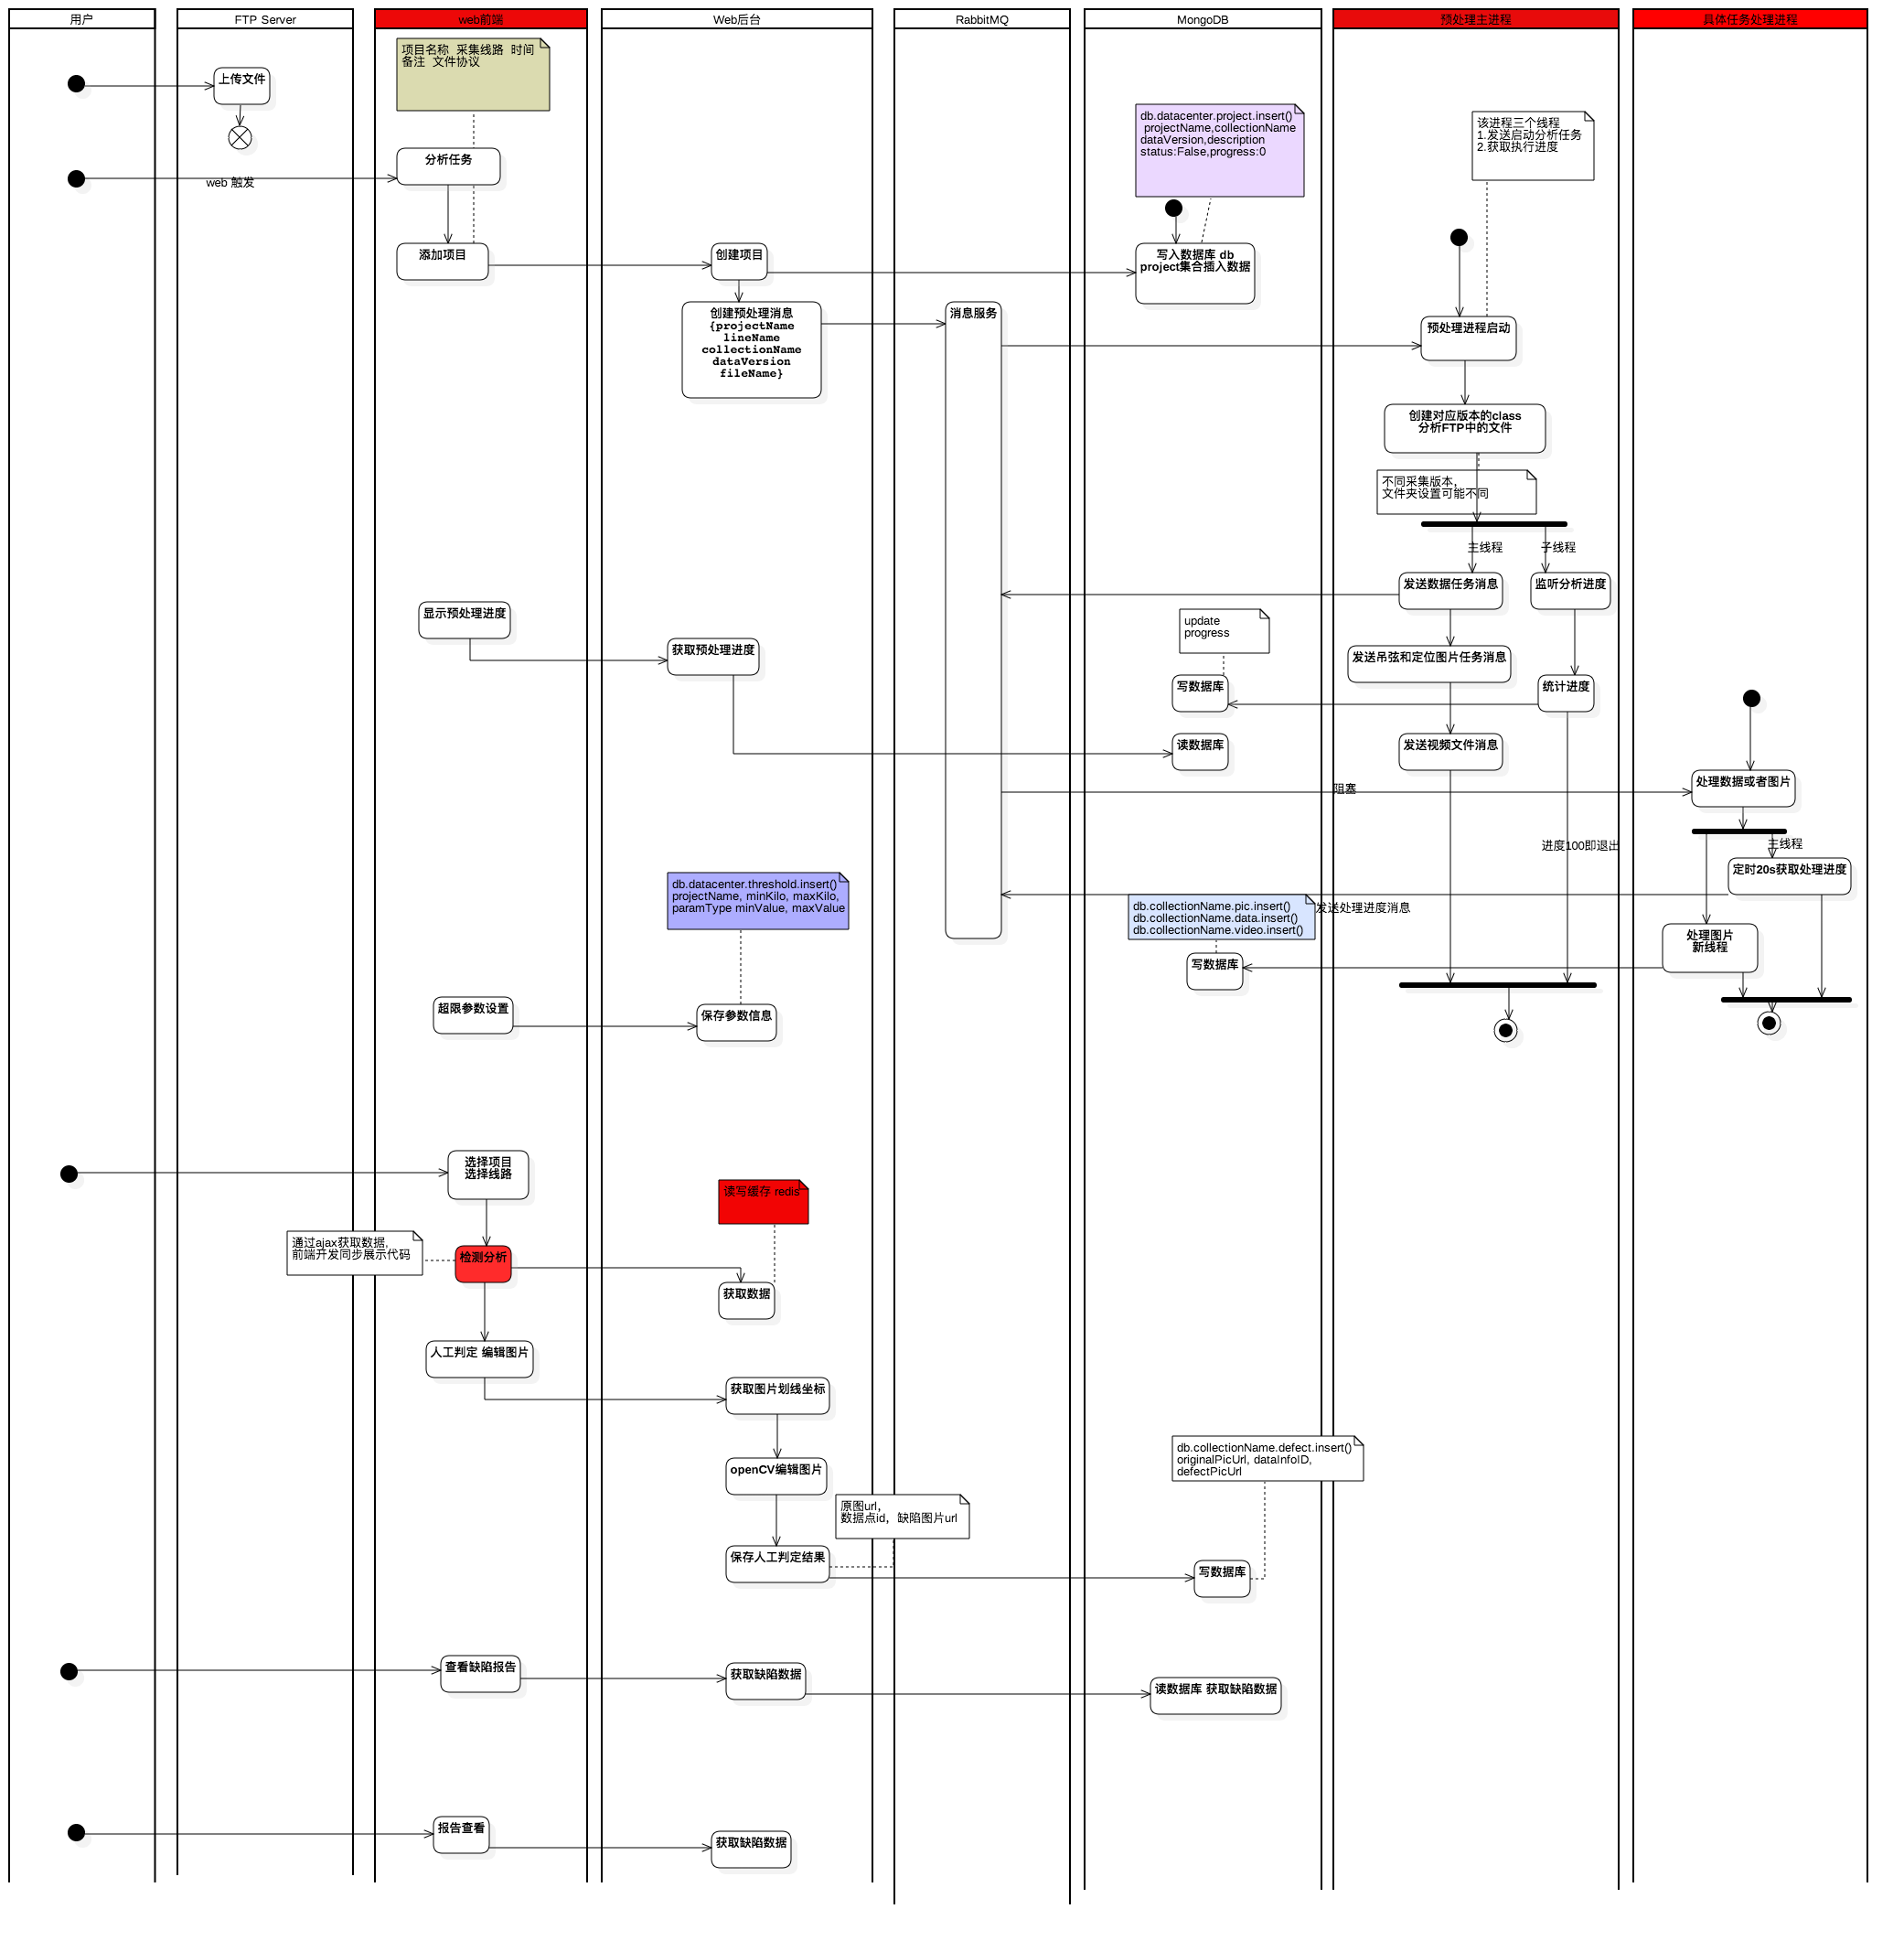 用户
FTP Server
web前端
Web后台
RabbitMQ
MongoDB
预处理主进程
具体任务处理进程
项目名称  采集线路  时间
备注  文件协议
上传文件
db.datacenter.project.insert()
projectName,collectionName
dataVersion,description
status:False,progress:0
该进程三个线程
1.发送启动分析任务
2.获取执行进度
分析任务
web 触发
添加项目
创建项目
写入数据库 db
project集合插入数据
创建预处理消息
{projectName
lineName
collectionName
dataVersion
fileName}
消息服务
预处理进程启动
创建对应版本的class
分析FTP中的文件
不同采集版本，
文件夹设置可能不同
主线程
子线程
发送数据任务消息
监听分析进度
显示预处理进度
update
progress
获取预处理进度
发送吊弦和定位图片任务消息
写数据库
统计进度
读数据库
发送视频文件消息
处理数据或者图片
阻塞
进度100即退出
主线程
定时20s获取处理进度
db.datacenter.threshold.insert()
projectName, minKilo, maxKilo,
paramType minValue, maxValue
db.collectionName.pic.insert()
db.collectionName.data.insert()
db.collectionName.video.insert()
发送处理进度消息
处理图片
新线程
写数据库
超限参数设置
保存参数信息
选择项目
选择线路
读写缓存 redis
通过ajax获取数据，
前端开发同步展示代码
检测分析
获取数据
人工判定 编辑图片
获取图片划线坐标
db.collectionName.defect.insert()
originalPicUrl, dataInfoID,
defectPicUrl
openCV编辑图片
原图url，
数据点id，缺陷图片url
保存人工判定结果
写数据库
查看缺陷报告
获取缺陷数据
读数据库 获取缺陷数据
报告查看
获取缺陷数据